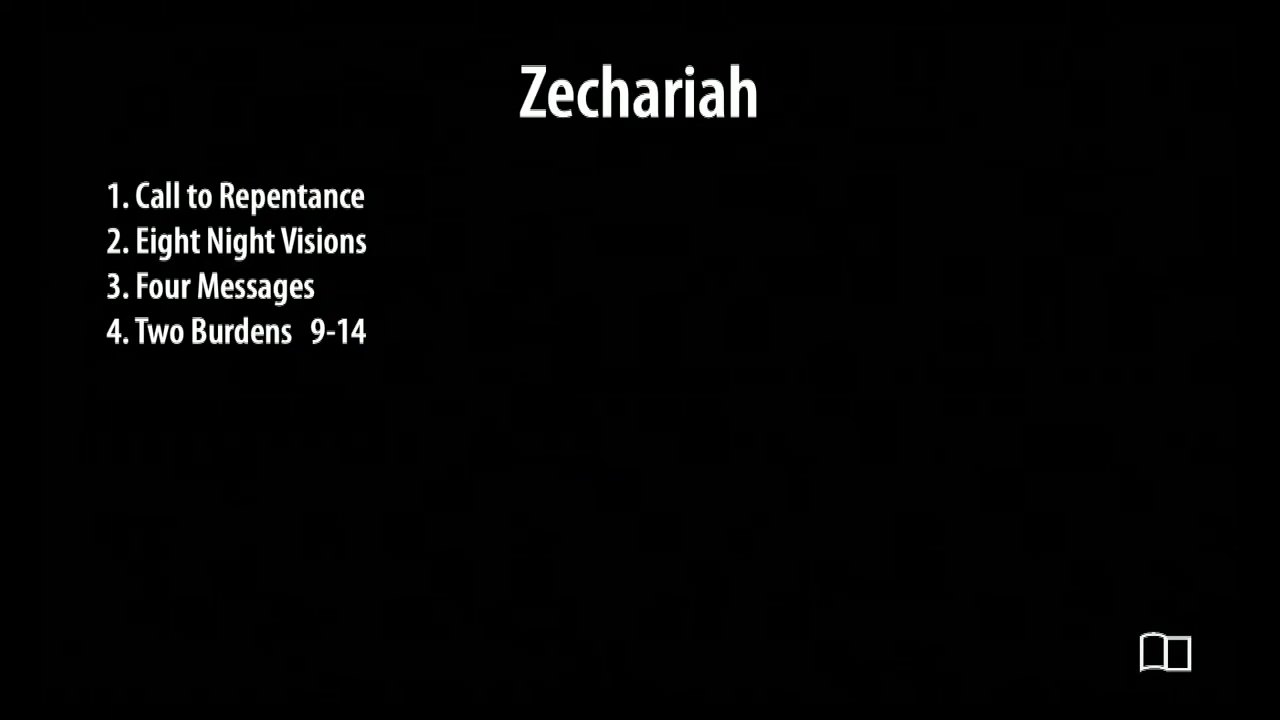 Zechariah
1. Call to Repentance
2. Eight Night Visions
3. Four Messages
4. Two Burdens 9-14